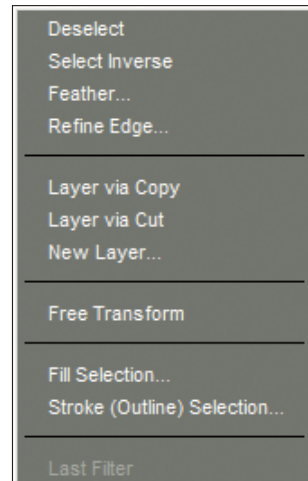 Deselect
Select Inverse
Feather...
Refine Edge...
Layer via Copy
Layer via Cut
New Layer...
Free Transform
Fill Selection...
Stroke (Outline) Selection...
Last Filter